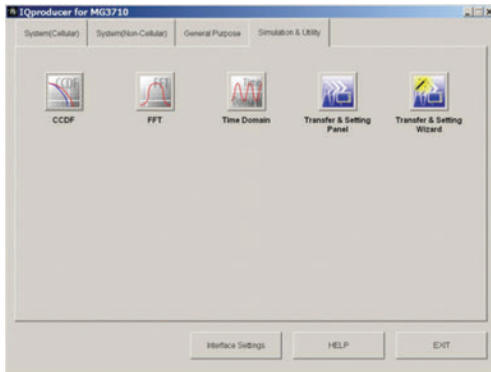 IQproducer for MG3710
System(Cellular) System(Non-Cellular) General Purpose Simulation & Utility
CCDF FFT Time
CCDF FFT Time Domain Transfer & Setting Panel Transfer & Setting Wizard
Interface Settings HELP EXIT